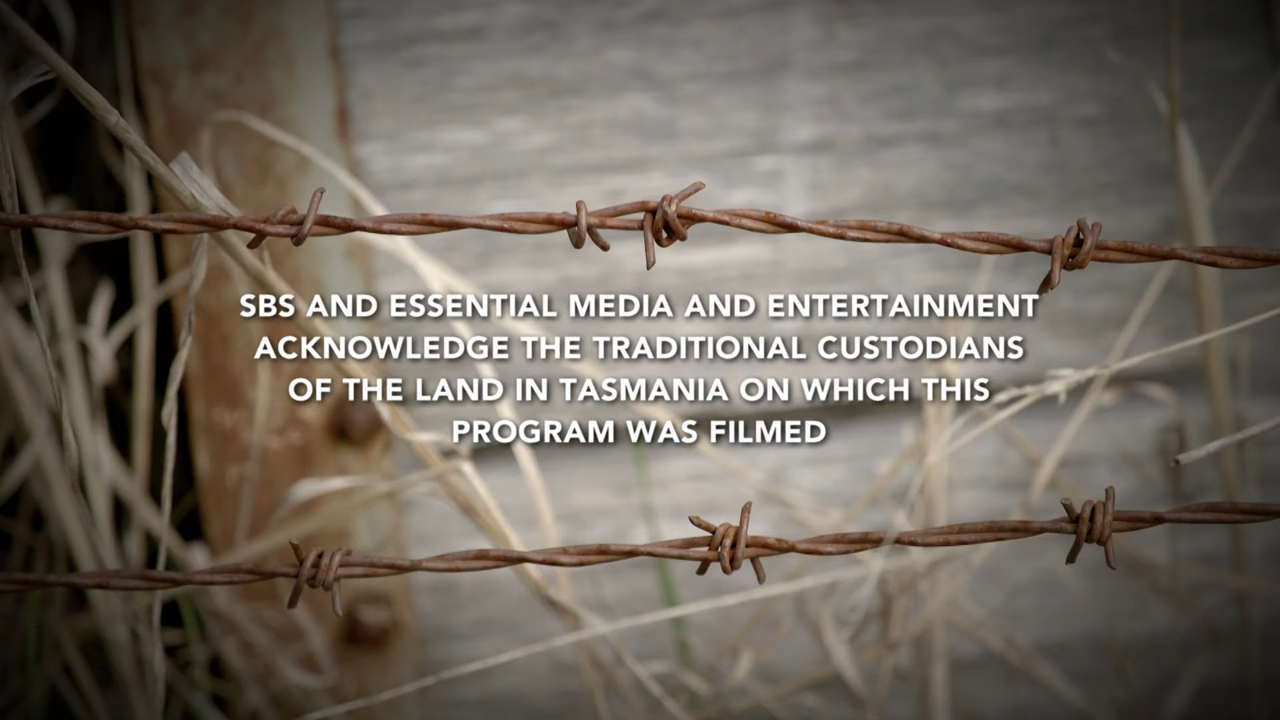 SBS AND ESSENTIAL MEDIA AND ENTERTAINMENT
ACKNOWLEDGE THE TRADITIONAL CUSTODIANS
OF THE LAND IN TASMANIA ON WHICH THIS
PROGRAM WAS FILMED